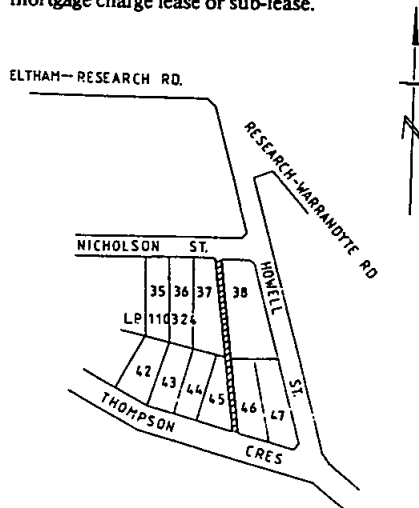 mortgage charge lease or sub-lease.
ELTHAM—RESEARCH RD.
RESEARCH-WARRANDYTE RD
NICHOLSON ST.
HOWELL ST.
35 36 37 38
LP 110324
42 43 44 45 46 47
THOMPSON CRES